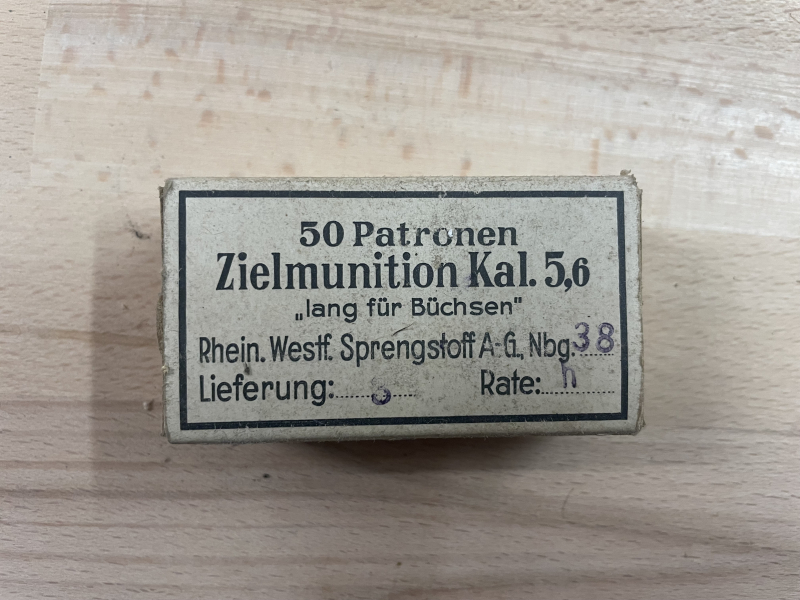 50 Patronen
Zielmunition Kal. 5,6
„lang für Büchsen"
Rhein. Westf. Sprengstoff A-G., Nbg. 38
Lieferung:
Rate: h